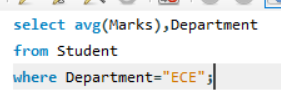 select avg(Marks),Department
from Student
where Department="ECE";